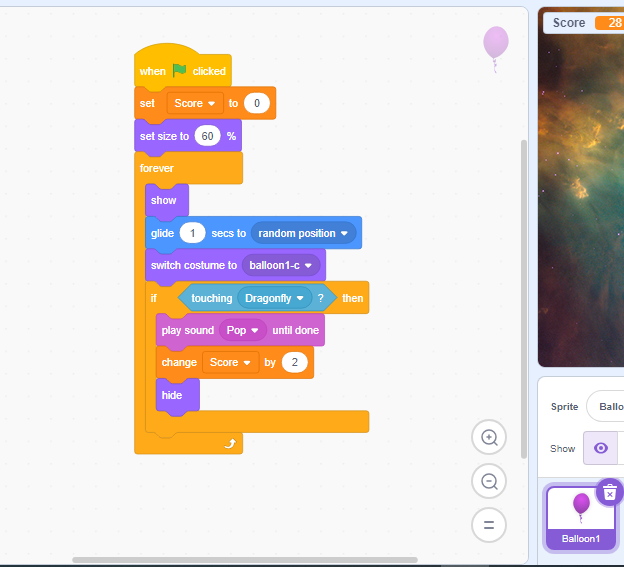 Score 28
when clicked
set Score to 0
set size to 60 %
forever
show
glide 1 secs to random position
switch costume to balloon1-c
if touching Dragonfly ? then
play sound Pop until done
change Score by 2
hide
Sprite Ballo
Show
Balloon1